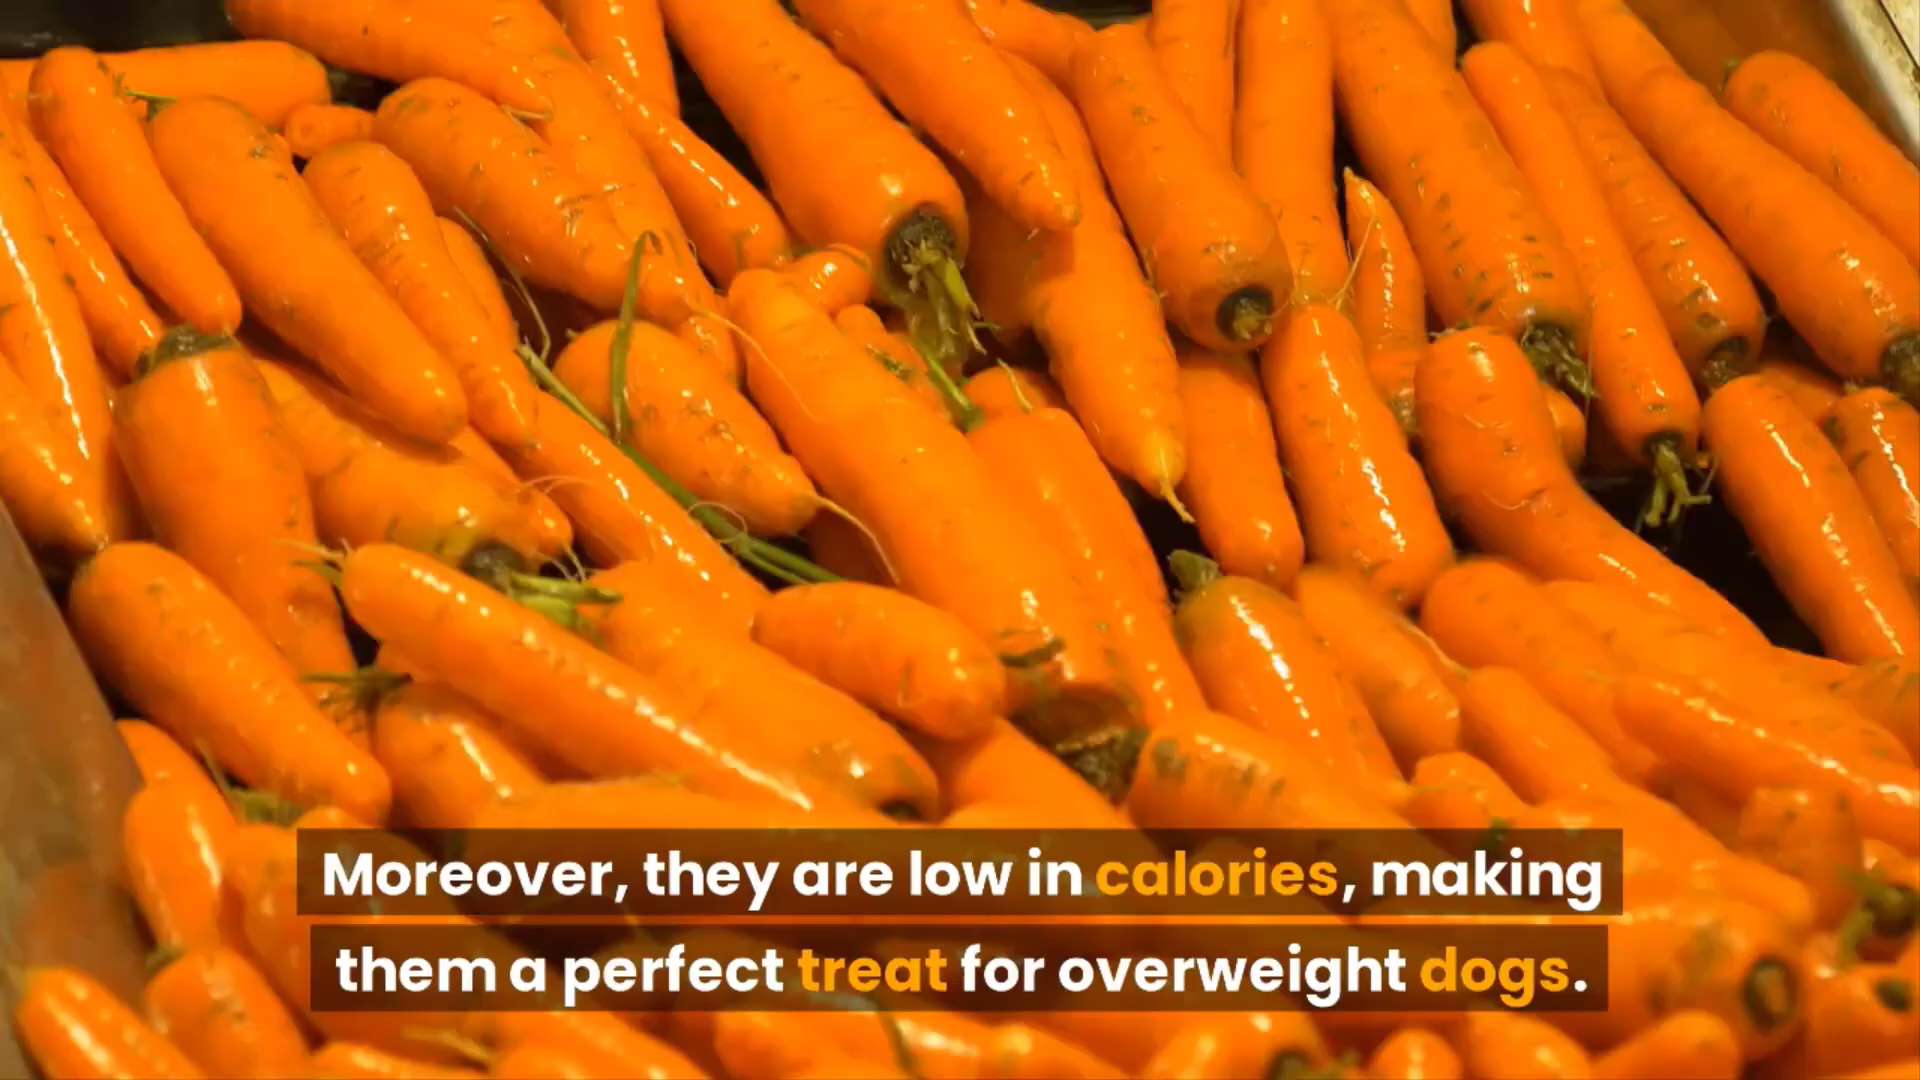 Moreover, they are low in calories, making
them a perfect treat for overweight dogs.